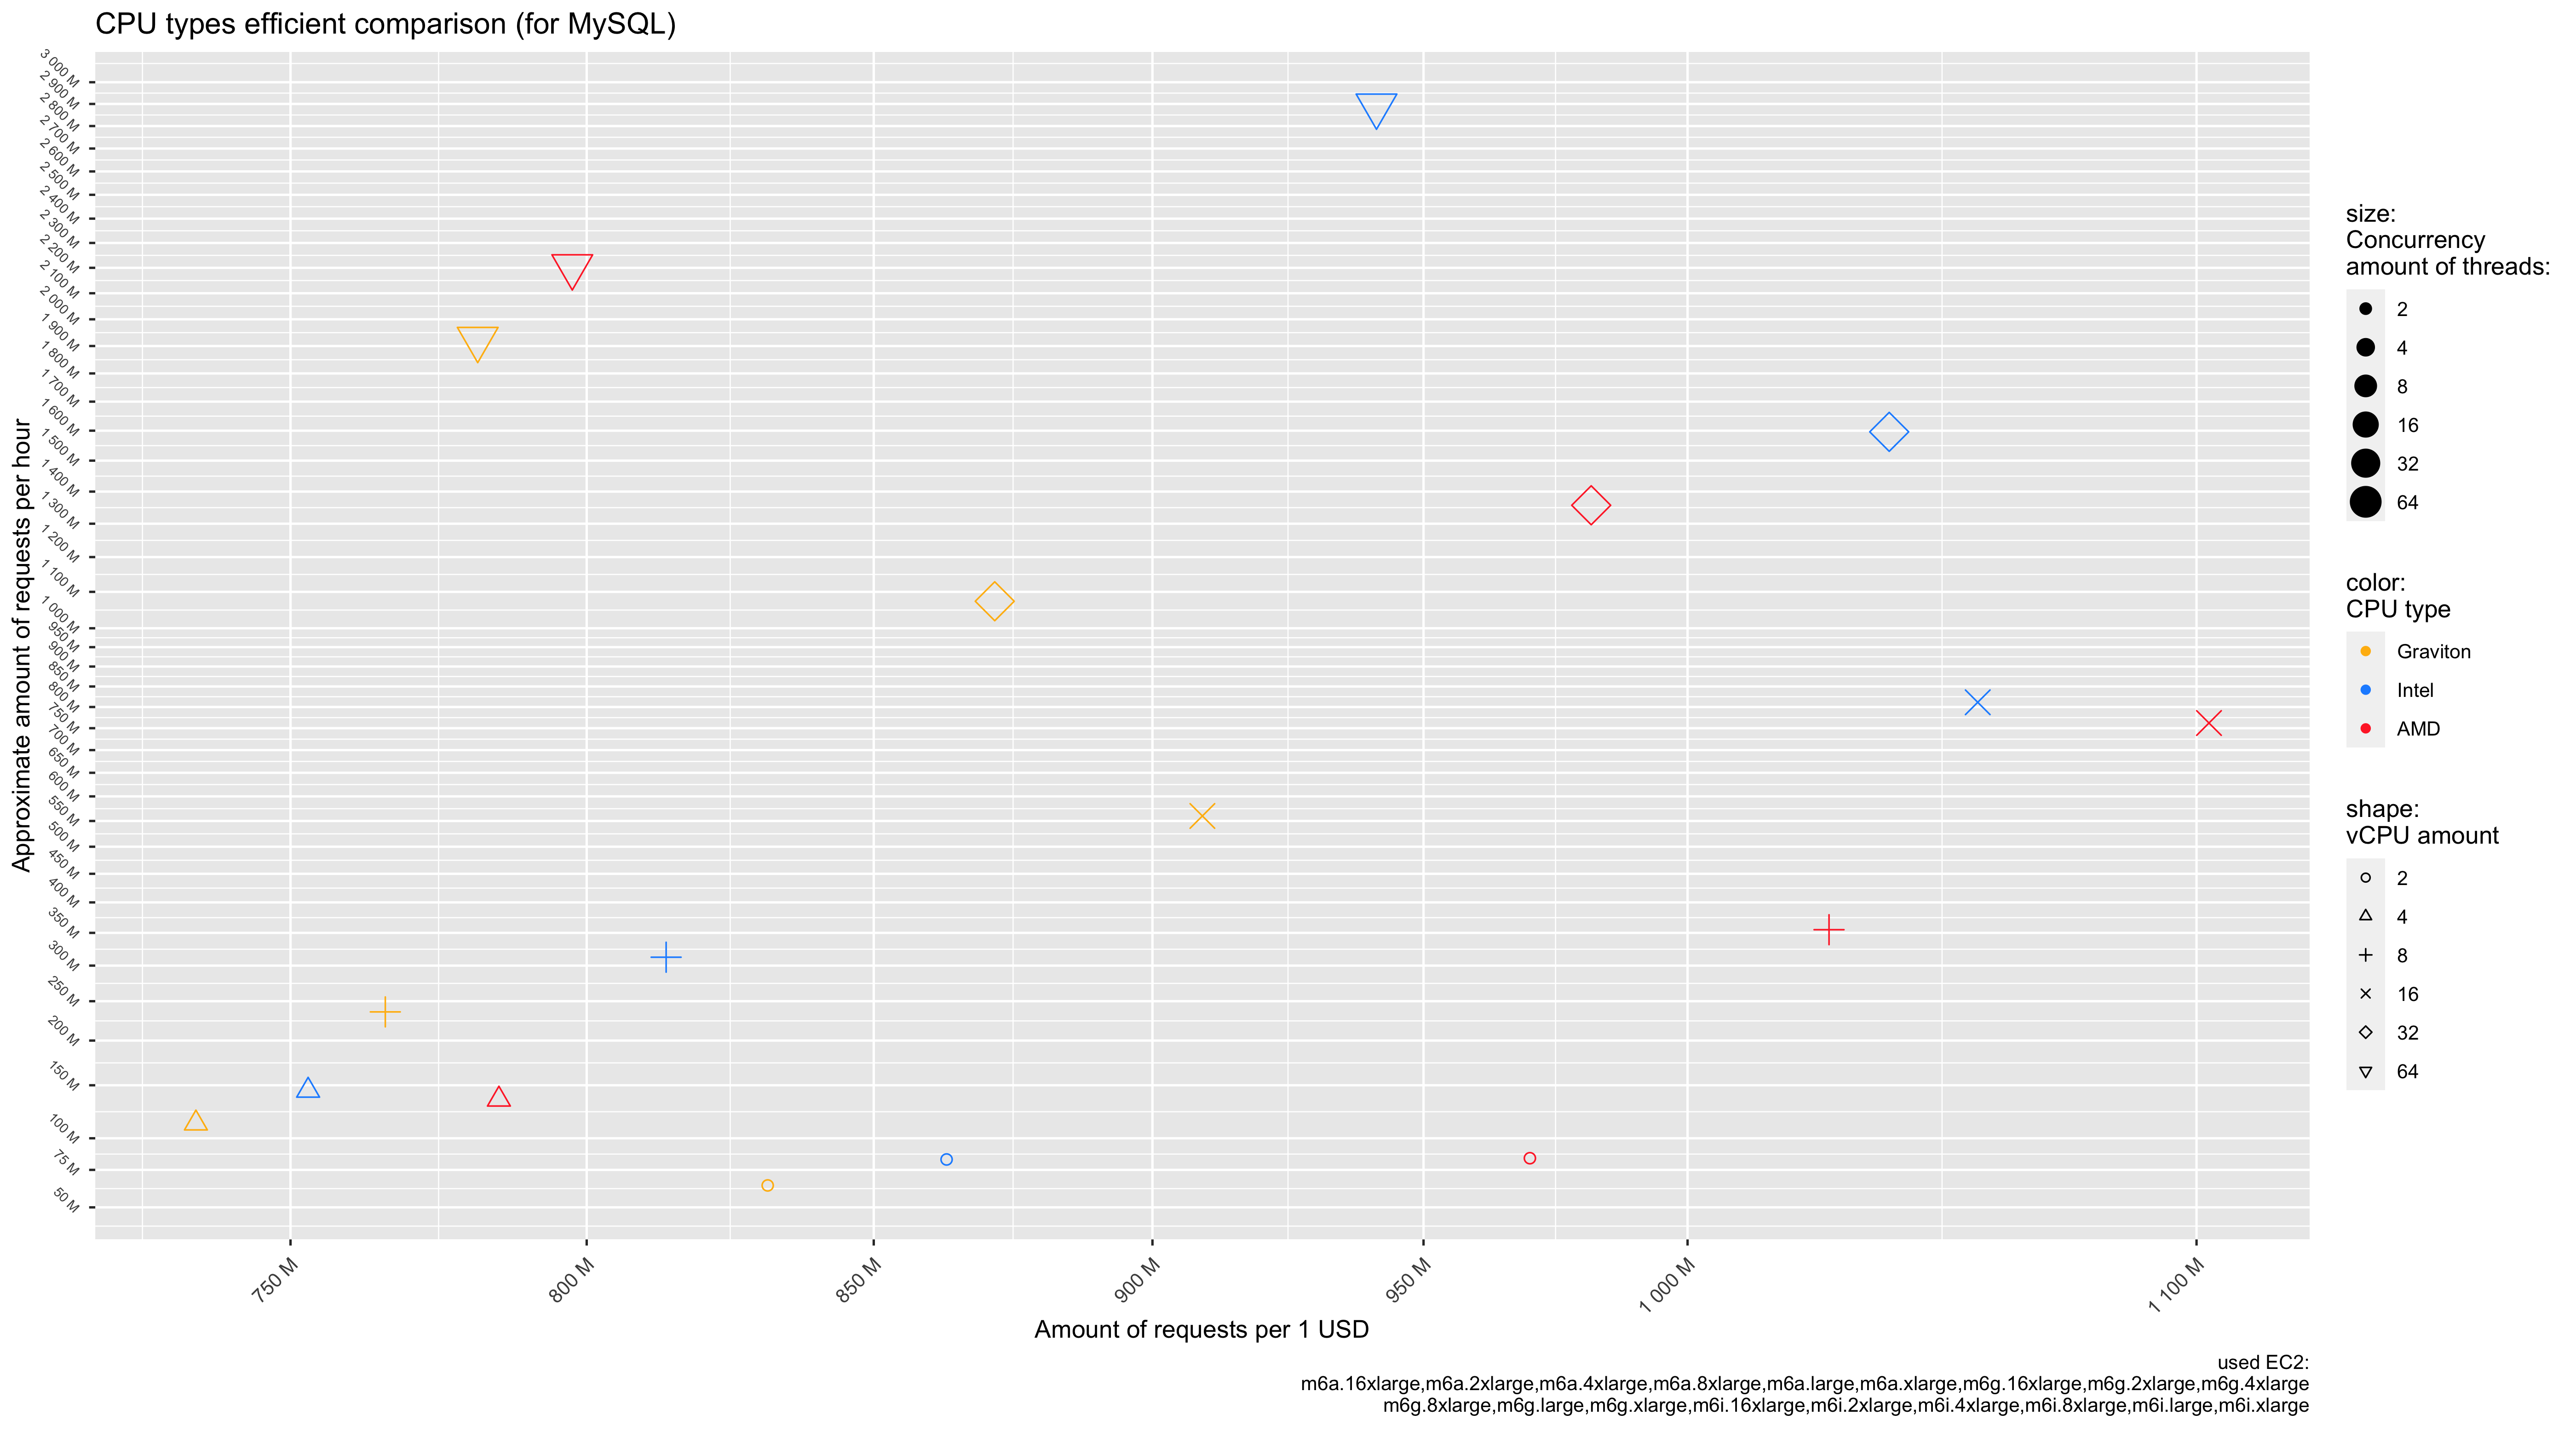 CPU types efficient comparison (for MySQL)
Approximate amount of requests per hour
3 000 M
2 900 M
2 800 M
2 700 M
2 600 M
2 500 M
2 400 M
2 300 M
2 200 M
2 100 M
2 000 M
1 900 M
1 800 M
1 700 M
1 600 M
1 500 M
1 400 M
1 300 M
1 200 M
1 100 M
1 000 M
950 M
900 M
850 M
800 M
750 M
700 M
650 M
600 M
550 M
500 M
450 M
400 M
350 M
300 M
250 M
200 M
150 M
100 M
75 M
50 M
750 M
800 M
850 M
900 M
950 M
1 000 M
1 100 M
Amount of requests per 1 USD
size:
Concurrency
amount of threads:
2
4
8
16
32
64
color:
CPU type
Graviton
Intel
AMD
shape:
vCPU amount
2
4
8
16
32
64
used EC2:
m6a.16xlarge,m6a.2xlarge,m6a.4xlarge,m6a.8xlarge,m6a.large,m6a.xlarge,m6g.16xlarge,m6g.2xlarge,m6g.4xlarge
m6g.8xlarge,m6g.large,m6g.xlarge,m6i.16xlarge,m6i.2xlarge,m6i.4xlarge,m6i.8xlarge,m6i.large,m6i.xlarge